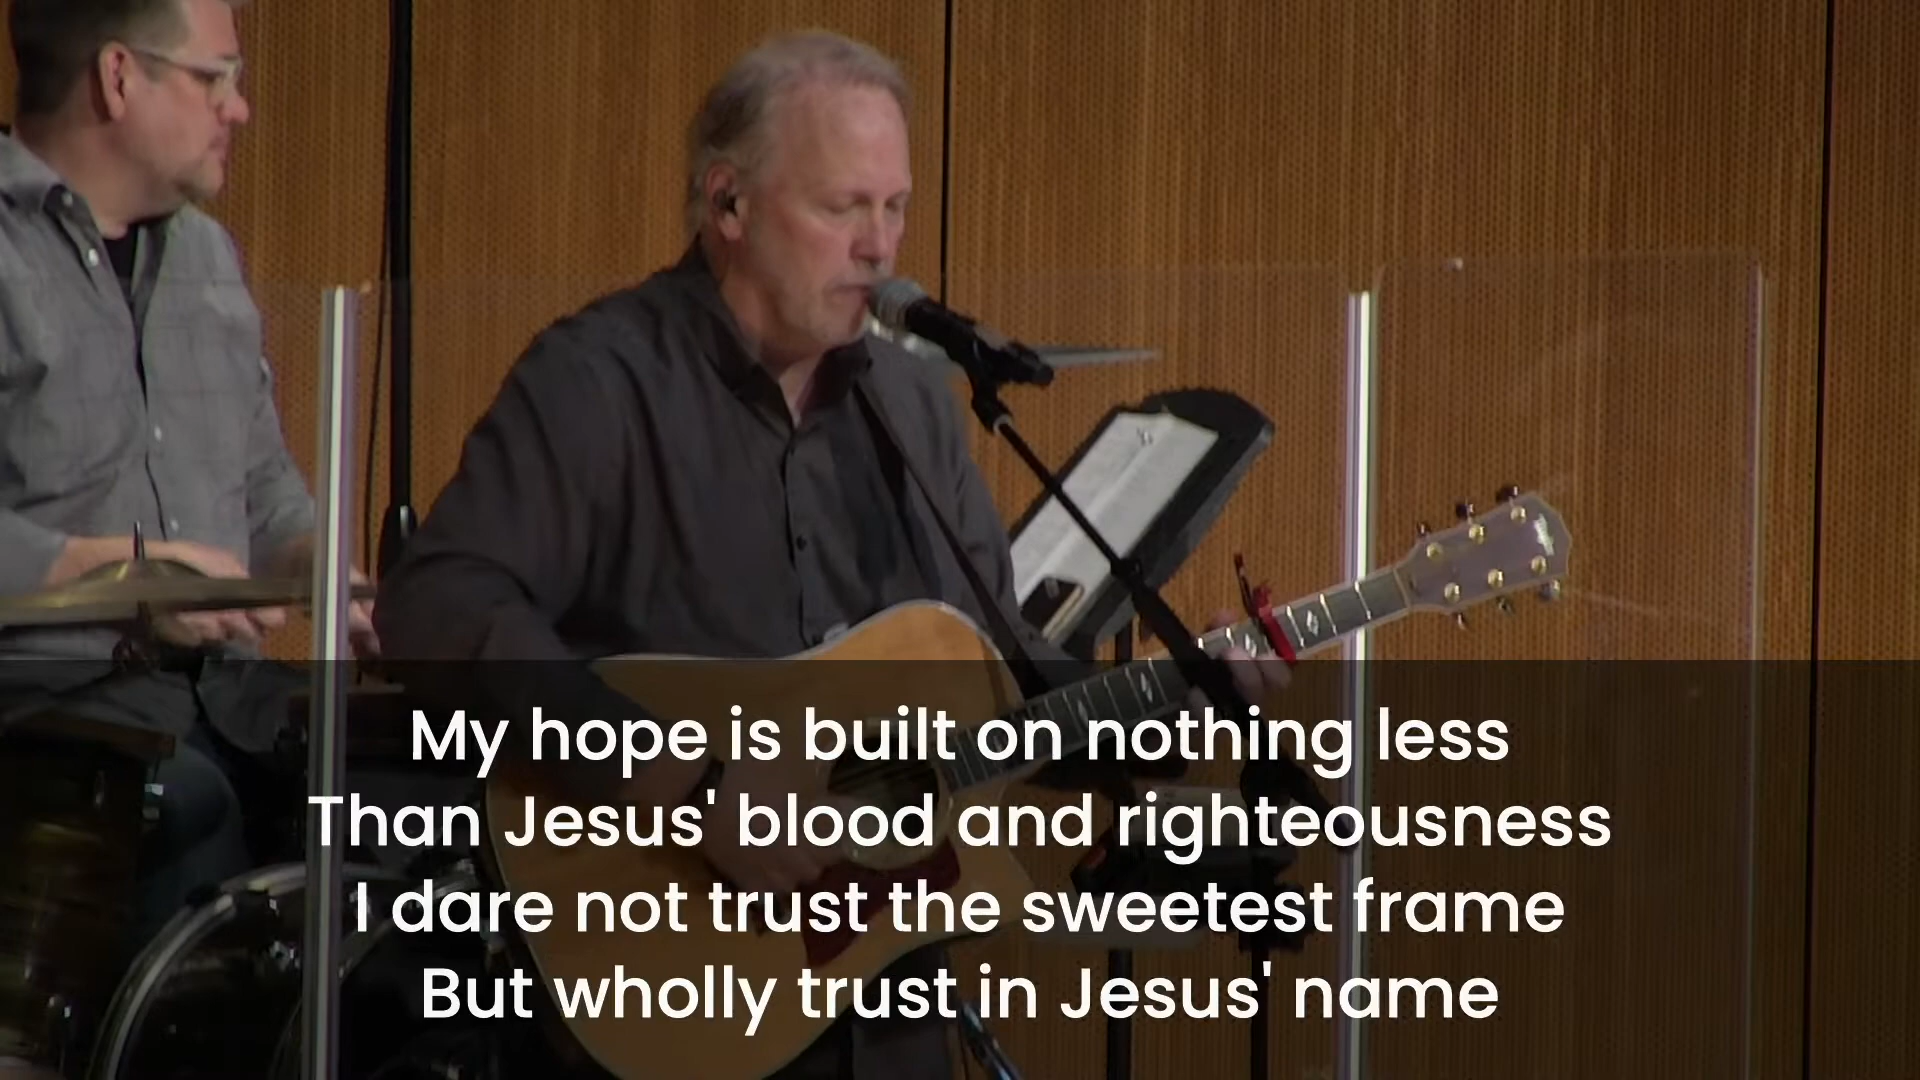 My hope is built on nothing less
Than Jesus' blood and righteousness
I dare not trust the sweetest frame
But wholly trust in Jesus' name